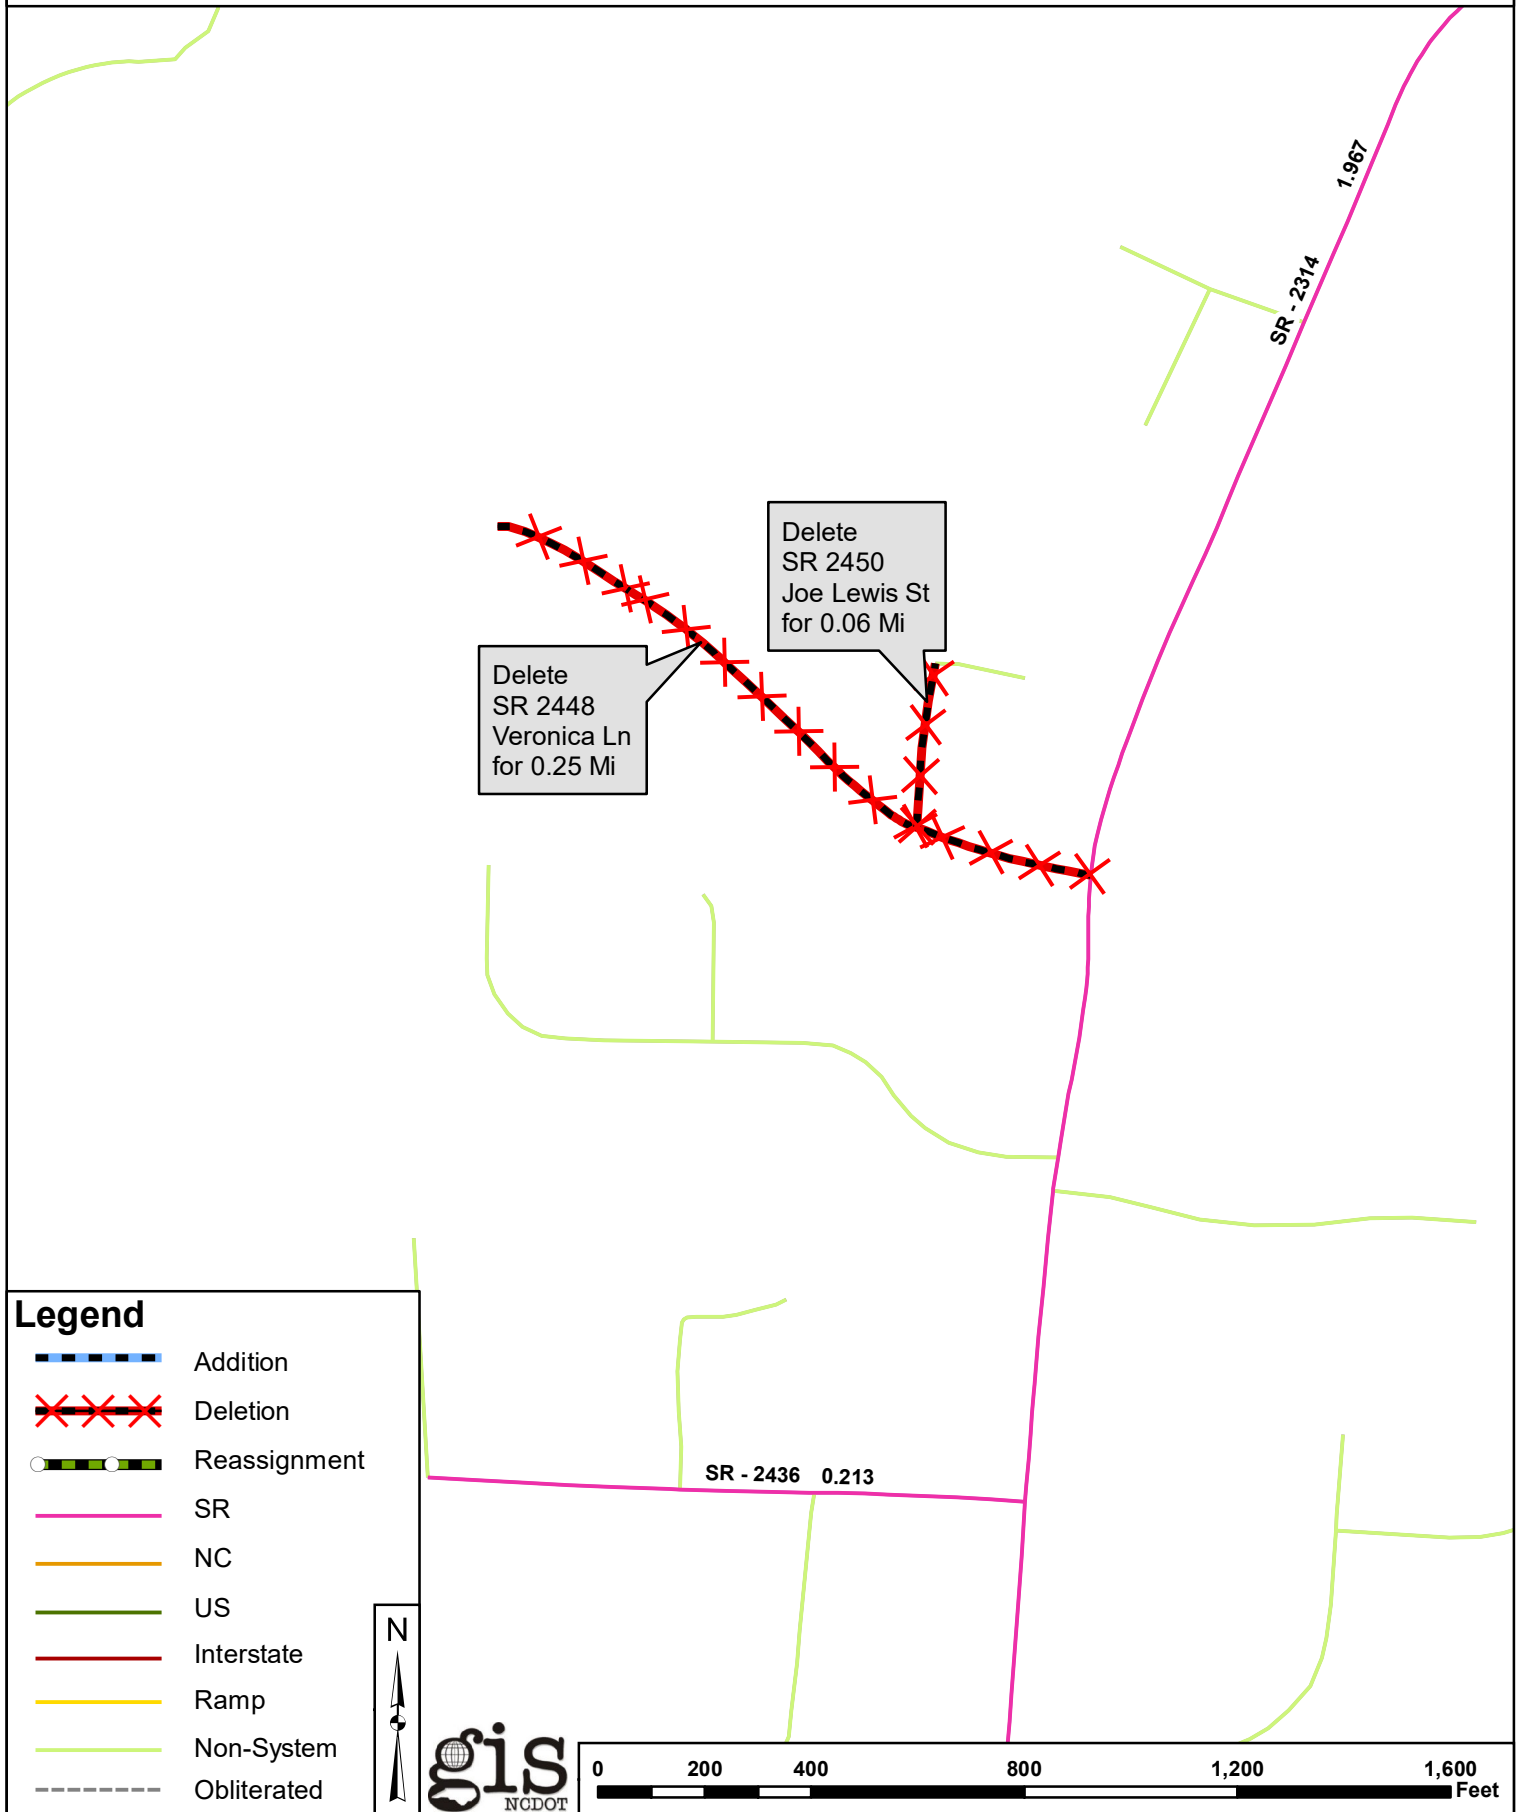 1.967
SR - 2314
Delete
SR 2450
Joe Lewis St
for 0.06 Mi
Delete
SR 2448
Veronica Ln
for 0.25 Mi
SR - 2436 0.213
Legend
Addition
Deletion
Reassignment
SR
NC
US
Interstate
Ramp
Non-System
Obliterated
N
gis
NCDOT
0 200 400 800 1,200 1,600
Feet